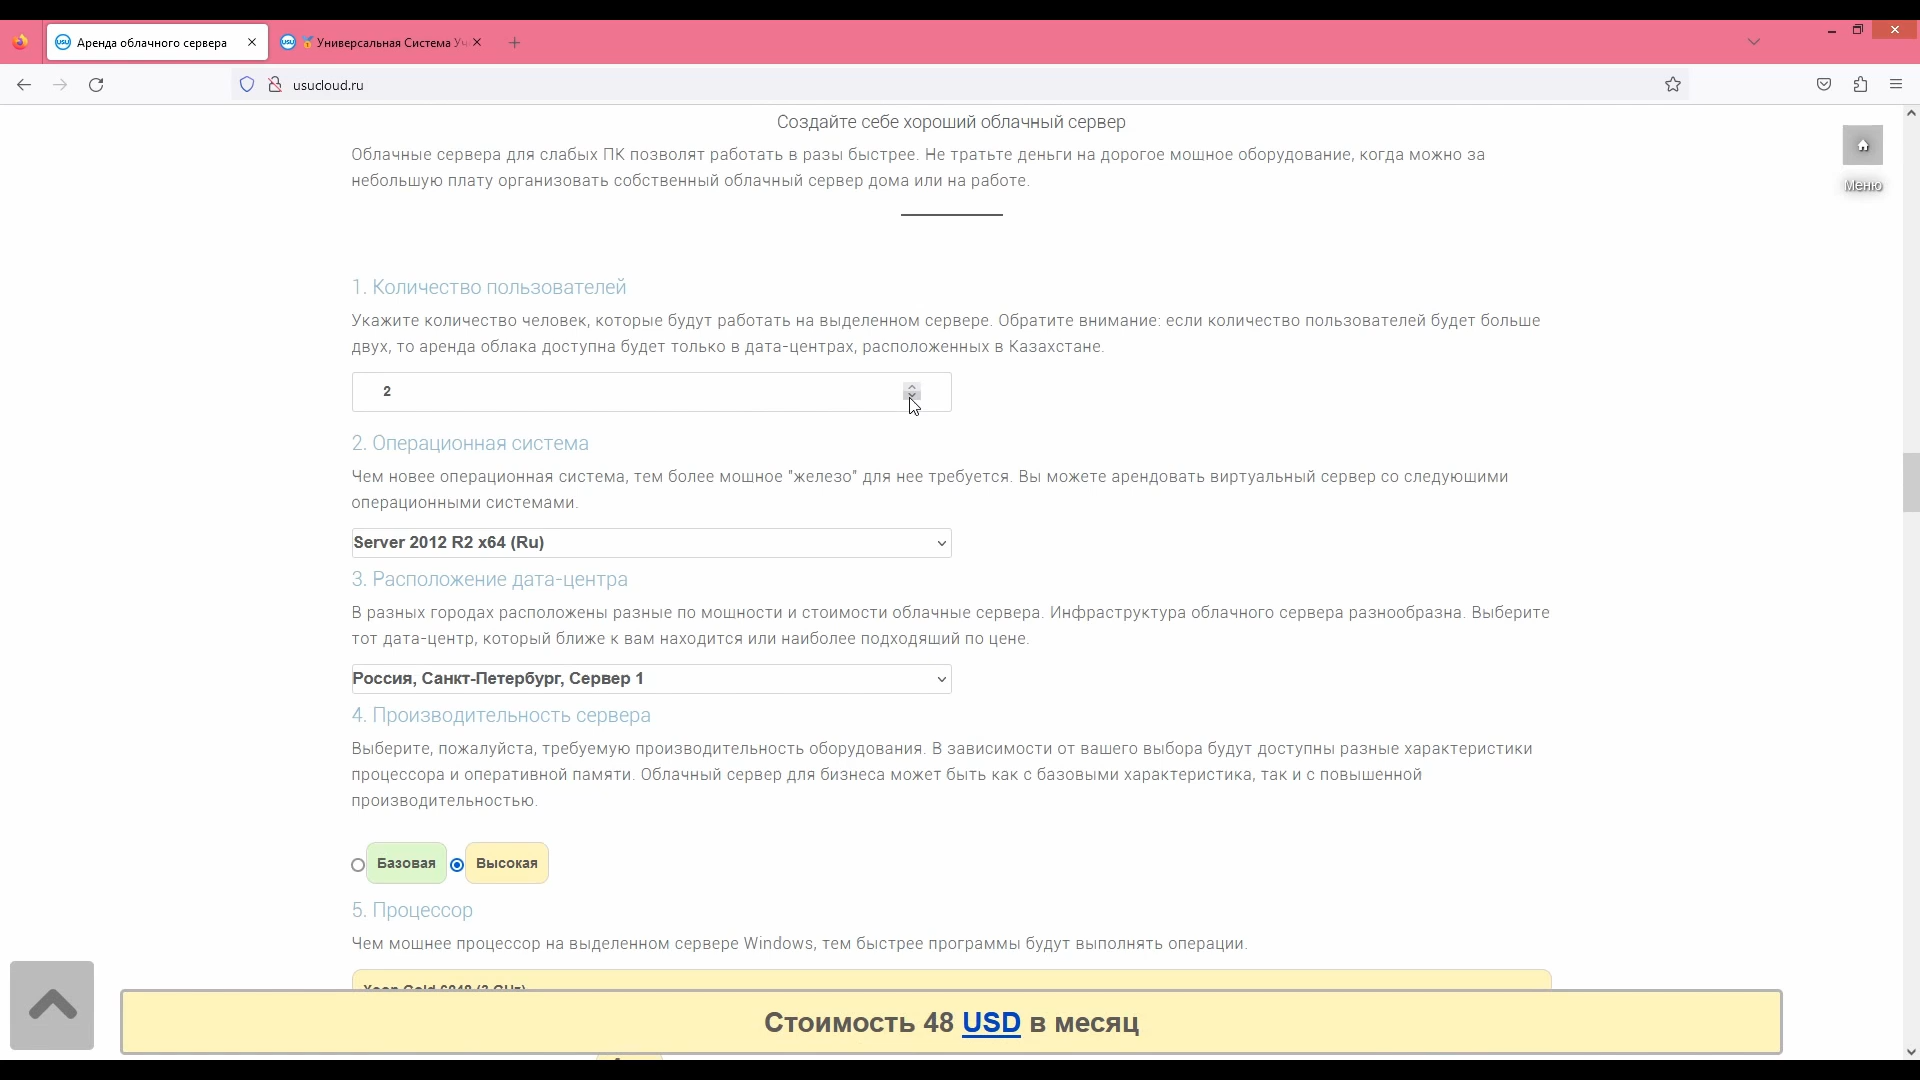 Аренда облачного сервера
Универсальная Система Уч
usucloud.ru
Создайте себе хороший облачный сервер
Облачные сервера для слабых ПК позволят работать в разы быстрее. Не тратьте деньги на дорогое мощное оборудование, когда можно за
небольшую плату организовать собственный облачный сервер дома или на работе.
Меню
1. Количество пользователей
Укажите количество человек, которые будут работать на выделенном сервере. Обратите внимание: если количество пользователей будет больше
двух, то аренда облака доступна будет только в дата-центрах, расположенных в Казахстане.
2
2. Операционная система
Чем новее операционная система, тем более мошное "железо" для нее требуется. Вы можете арендовать виртуальный сервер со следующими
операционными системами.
Server 2012 R2 x64 (Ru)
3. Расположение дата-центра
В разных городах расположены разные по мощности и стоимости облачные сервера. Инфраструктура облачного сервера разнообразна. Выберите
тот дата-центр, который ближе к вам находится или наиболее подходящий по цене.
Россия, Санкт-Петербург, Сервер 1
4. Производительность сервера
Выберите, пожалуйста, требуемую производительность оборудования. В зависимости от вашего выбора будут доступны разные характеристики
процессора и оперативной памяти. Облачный сервер для бизнеса может быть как с базовыми характеристика, так и с повышенной
производительностью.
Базовая
Высокая
5. Процессор
Чем мощнее процессор на выделенном сервере Windows, тем быстрее программы будут выполнять операции.
Стоимость 48 USD в месяц